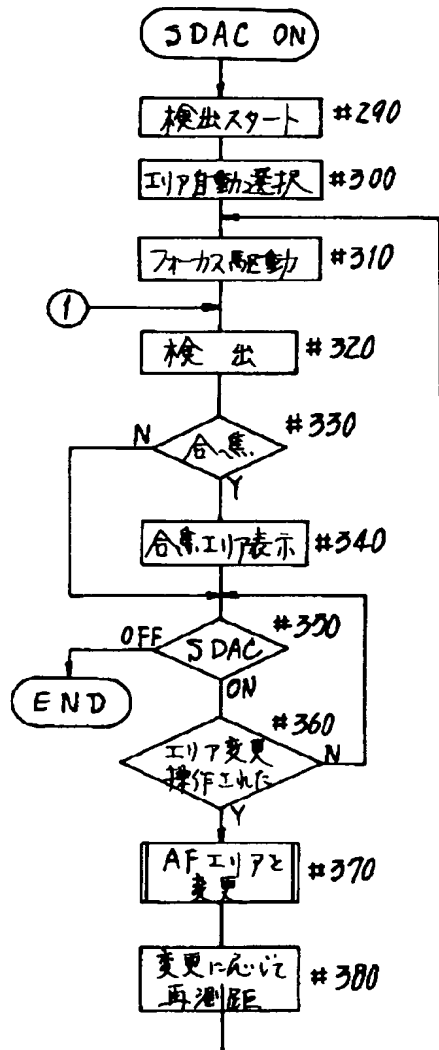 SDAC ON
検出スタート #290
エリア自動選択 #300
フォーカス駆動 #310
1
検出 #320
#330
N 合焦
Y
合焦エリア表示 #340
#350
OFF SDAC
END ON
#360
エリア変更 N
操作された
Y
AFエリアを
変更 #370
変更に応じて
再測距 #380